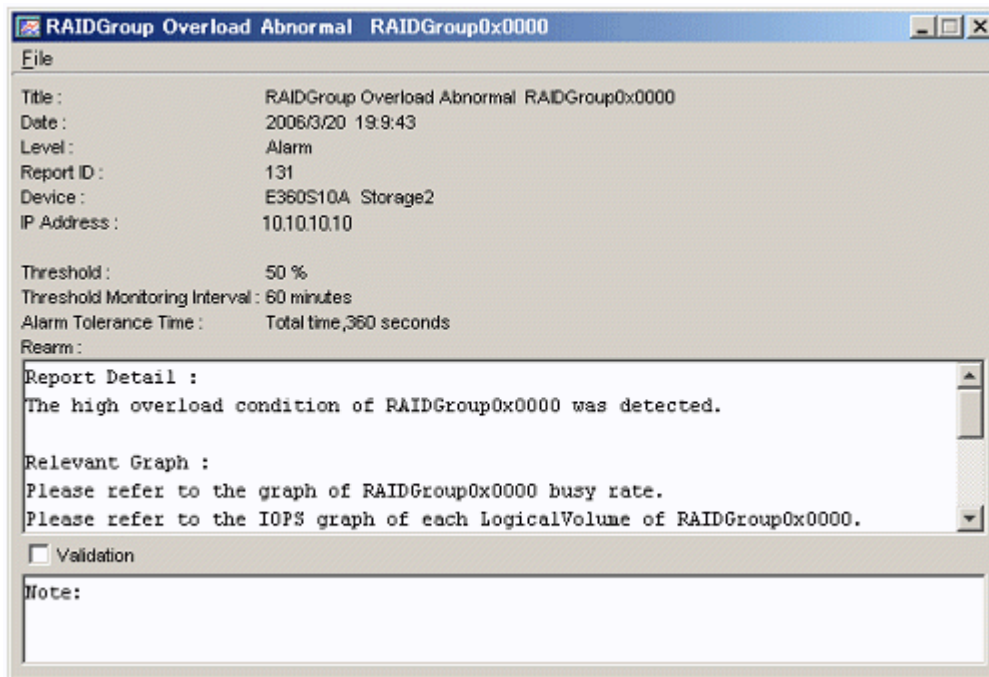 RAIDGroup Overload Abnormal RAIDGroup0x0000
File
Title : RAIDGroup Overload Abnormal RAIDGroup0x0000
Date : 2006/3/20 19:9:43
Level : Alarm
Report ID : 131
Device : E360S10A Storage2
IP Address : 10.10.10.10
Threshold : 50 %
Threshold Monitoring Interval : 60 minutes
Alarm Tolerance Time : Total time,360 seconds
Rearm :
Report Detail :
The high overload condition of RAIDGroup0x0000 was detected.
Relevant Graph :
Please refer to the graph of RAIDGroup0x0000 busy rate.
Please refer to the IOPS graph of each LogicalVolume of RAIDGroup0x0000.
Validation
Note: